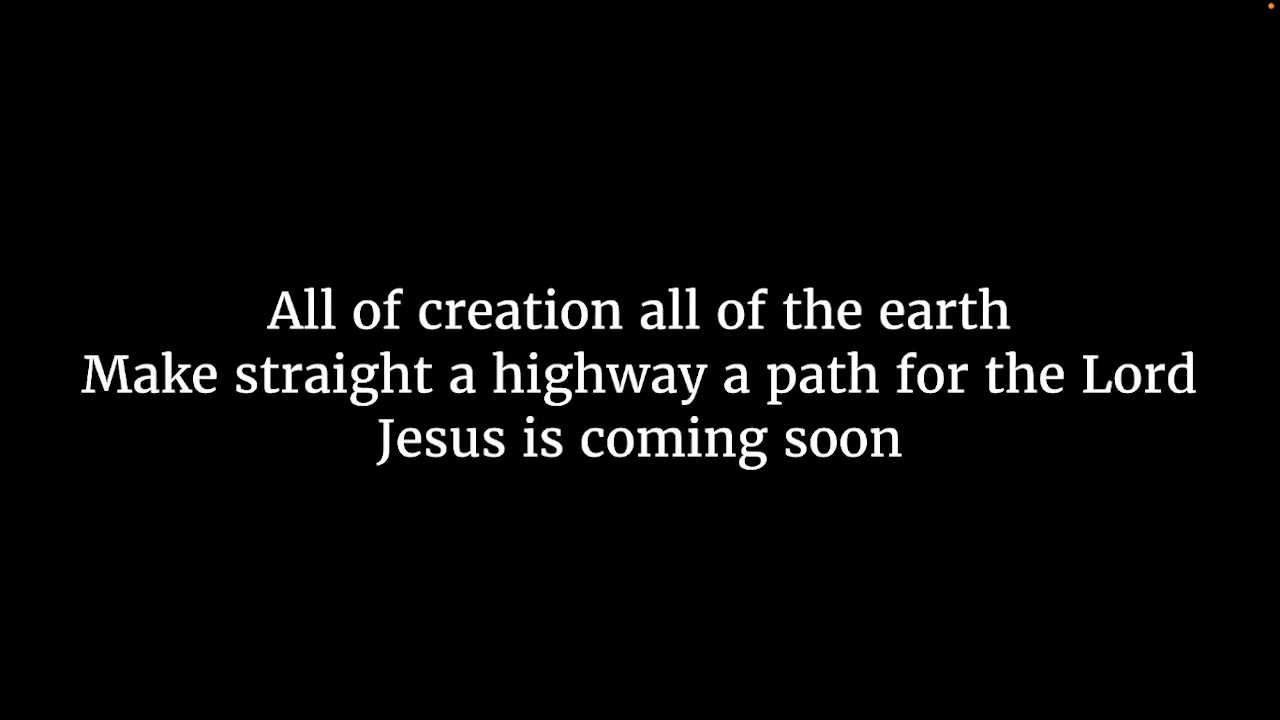 All of creation all of the earth
Make straight a highway a path for the Lord
Jesus is coming soon